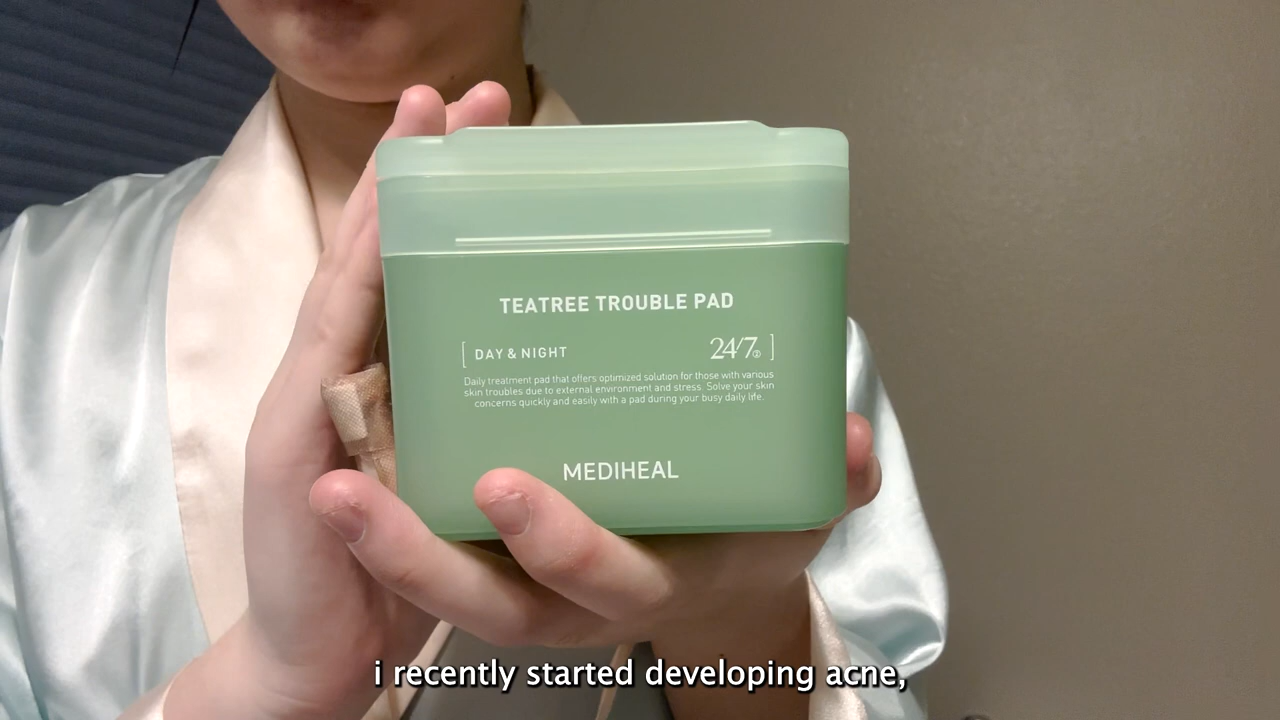 TEATREE TROUBLE PAD
[ DAY & NIGHT 24/7 ]
Daily treatment pad that offers optimized solution for those with various
skin troubles due to external environment and stress. Solve your skin
concerns quickly and easily with a pad during your busy daily life.
MEDIHEAL
i recently started developing acne,